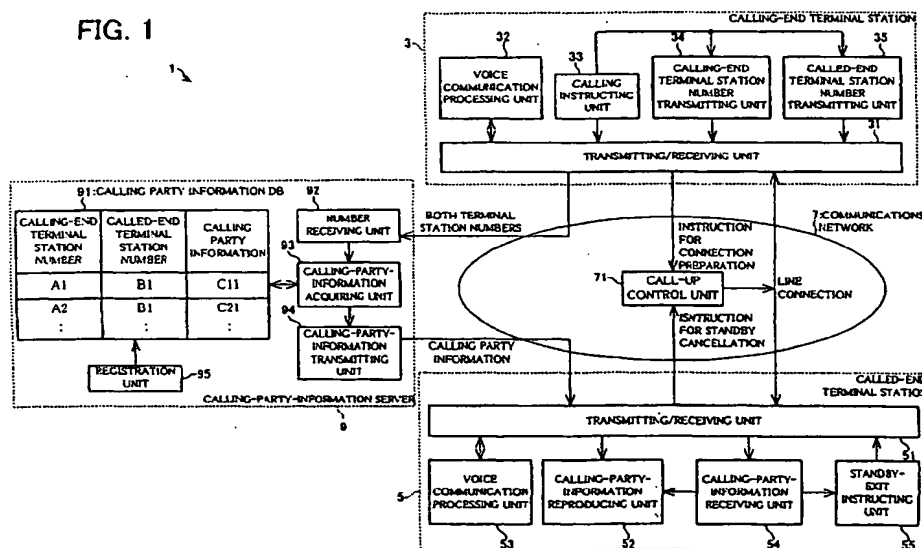 FIG. 1
1
CALLING-END TERMINAL STATION
3
32
VOICE
COMMUNICATION
PROCESSING UNIT
33
CALLING
INSTRUCTING
UNIT
34
CALLING-END
TERMINAL STATION
NUMBER
TRANSMITTING UNIT
35
CALLED-END
TERMINAL STATION
NUMBER
TRANSMITTING UNIT
31
TRANSMITTING/RECEIVING UNIT
91:CALLING PARTY INFORMATION DB
CALLING-END
TERMINAL
STATION
NUMBER
CALLED-END
TERMINAL
STATION
NUMBER
CALLING
PARTY
INFORMATION
A1
B1
C11
A2
B1
C21
:
:
:
REGISTRATION
UNIT
95
92
NUMBER
RECEIVING UNIT
93
CALLING-PARTY-
INFORMATION
ACQUIRING UNIT
94
CALLING-PARTY-
INFORMATION
TRANSMITTING
UNIT
CALLING-PARTY-INFORMATION SERVER
9
BOTH TERMINAL
STATION NUMBERS
INSTRUCTION
FOR
CONNECTION
PREPARATION
7:COMMUNICATIONS
NETWORK
71
CALL-UP
CONTROL UNIT
LINE
CONNECTION
ISNTRUCTION
FOR STANDBY
CANCELLATION
CALLING PARTY
INFORMATION
CALLED-END
TERMINAL STATION
TRANSMITTING/RECEIVING UNIT
51
5
VOICE
COMMUNICATION
PROCESSING UNIT
53
CALLING-PARTY-
INFORMATION
REPRODUCING UNIT
52
CALLING-PARTY-
INFORMATION
RECEIVING UNIT
54
STANDBY-
EXIT
INSTRUCTING
UNIT
55